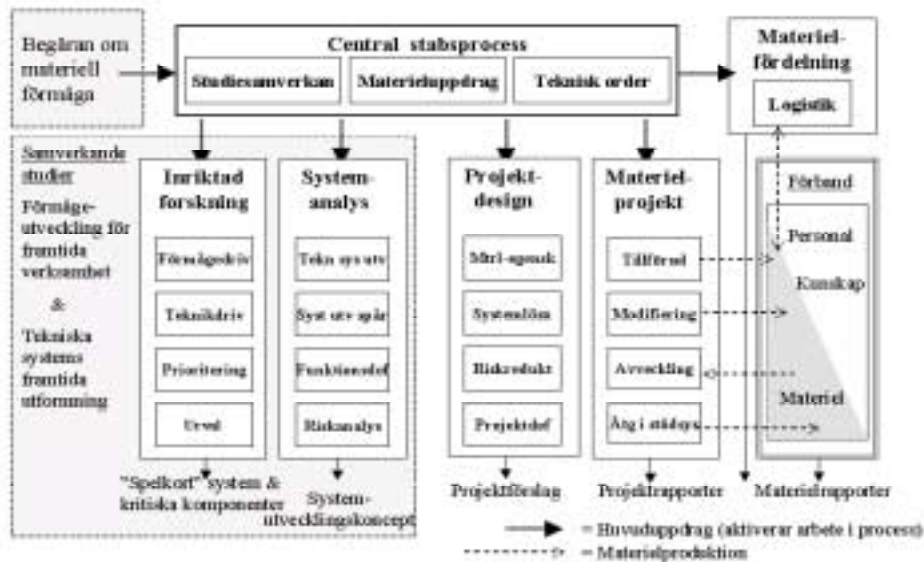 Begäran om
materiell
förmåga
Central stabsprocess
Studiesamverkan
Materieluppdrag
Teknisk order
Materiel-
fördelning
Logistik
Samverkande
studier
Förmåge-
utveckling för
framtida
verksamhet
&
Tekniska
systems
framtida
utformning
Inriktad
forskning
Förmågedriv
Teknikdriv
Prioritering
Urval
"Spelkort" system &
kritiska komponenter
System-
analys
Tekn sys utv
Syst utv spår
Funktionsdef
Riskanalys
System-
utvecklingskoncept
Projekt-
design
Systemlösn
Riskredukt
Projektdef
Projektförslag
Materiel-
projekt
Tillförsel
Modifiering
Avveckling
Åtg i stödsys
Projektrapporter
Förband
Personal
Kunskap
Materiel
Materielrapporter
= Huvuduppdrag (aktiverar arbete i process)
= Materielproduktion